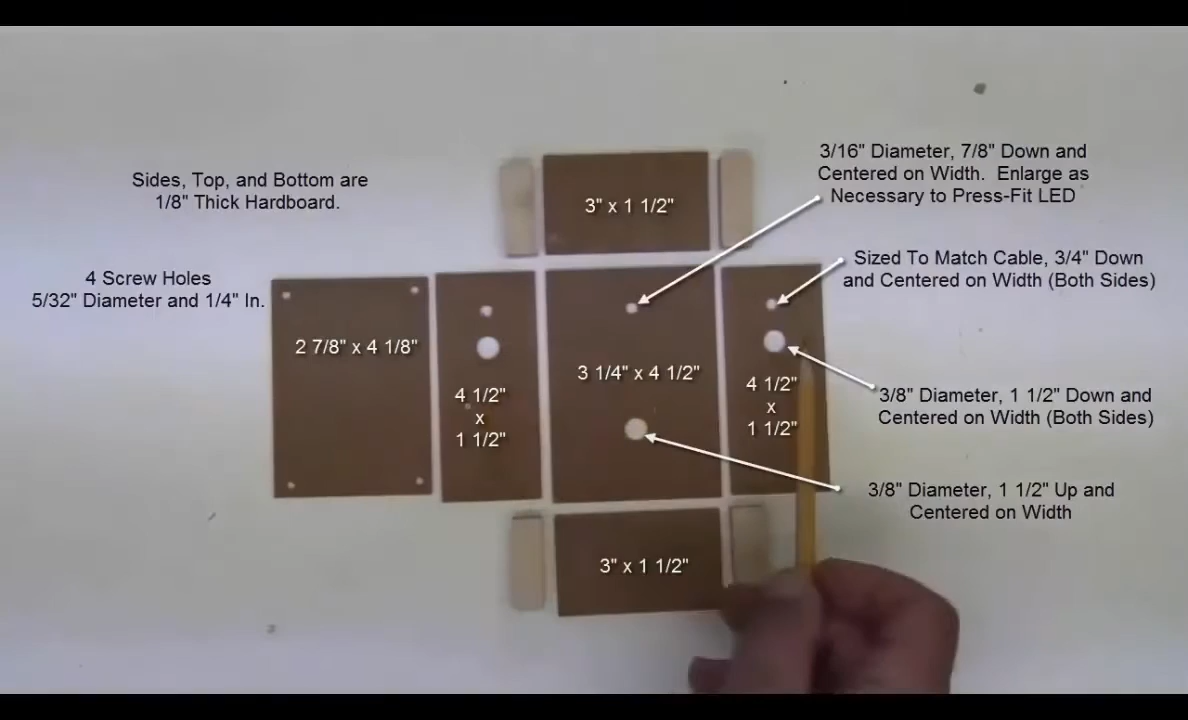 3/16" Diameter, 7/8" Down and
Centered on Width.  Enlarge as
Necessary to Press-Fit LED
Sides, Top, and Bottom are
1/8" Thick Hardboard.
3" x 1 1/2"
Sized To Match Cable, 3/4" Down
and Centered on Width (Both Sides)
4 Screw Holes
5/32" Diameter and 1/4" In.
2 7/8" x 4 1/8"
4 1/2"
x
1 1/2"
3 1/4" x 4 1/2"
4 1/2"
x
1 1/2"
3/8" Diameter, 1 1/2" Down and
Centered on Width (Both Sides)
3/8" Diameter, 1 1/2" Up and
Centered on Width
3" x 1 1/2"